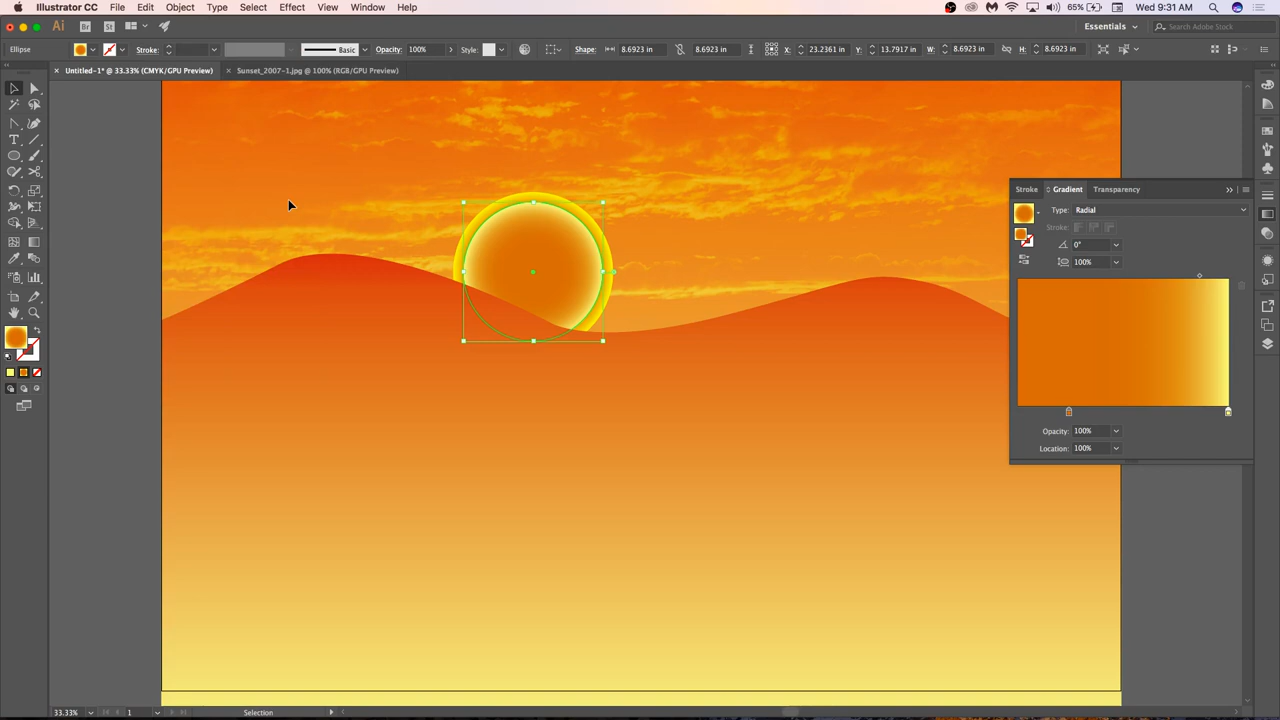 Illustrator CC File Edit Object Type Select Effect View Window Help 65% Wed 9:31 AM
Ai Br St Essentials Search Adobe Stock
Ellipse Stroke: Basic Opacity: 100% Style: Shape: 8.6923 in 8.6923 in X: 23.2361 in Y: 13.7917 in W: 8.6923 in H: 8.6923 in
× Untitled-1* @ 33.33% (CMYK/GPU Preview) × Sunset_2007-1.jpg @ 100% (RGB/GPU Preview)
Stroke Gradient Transparency
Type: Radial
Stroke:
0°
100%
Opacity: 100%
Location: 100%
33.33% 1 Selection